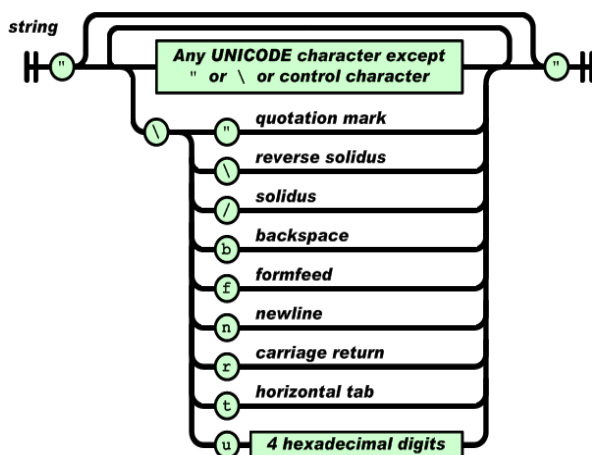 string
" Any UNICODE character except "
" or \ or control character
\ " quotation mark
\ reverse solidus
/ solidus
b backspace
f formfeed
n newline
r carriage return
t horizontal tab
u 4 hexadecimal digits